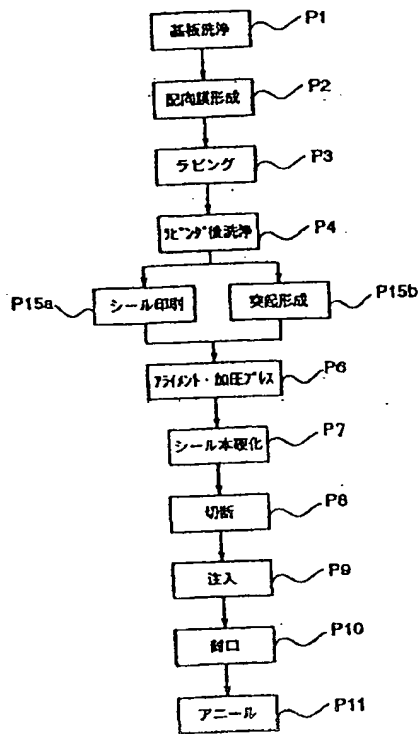 基板洗浄 P1
配向膜形成 P2
ラビング P3
ラビング後洗浄 P4
P15a シール印刷 突起形成 P15b
アライメント・加圧プレス P6
シール本硬化 P7
切断 P8
注入 P9
封口 P10
アニール P11